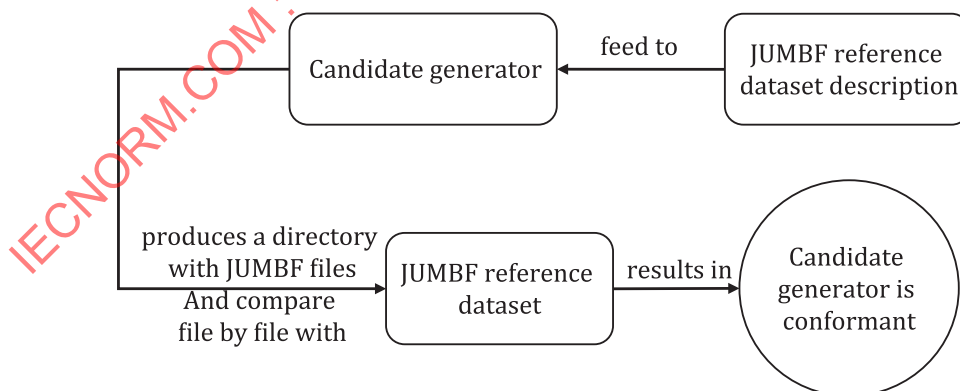 Candidate generator
feed to
JUMBF reference
dataset description
IECNORM.COM :
produces a directory
with JUMBF files
And compare
file by file with
JUMBF reference
dataset
results in
Candidate
generator is
conformant